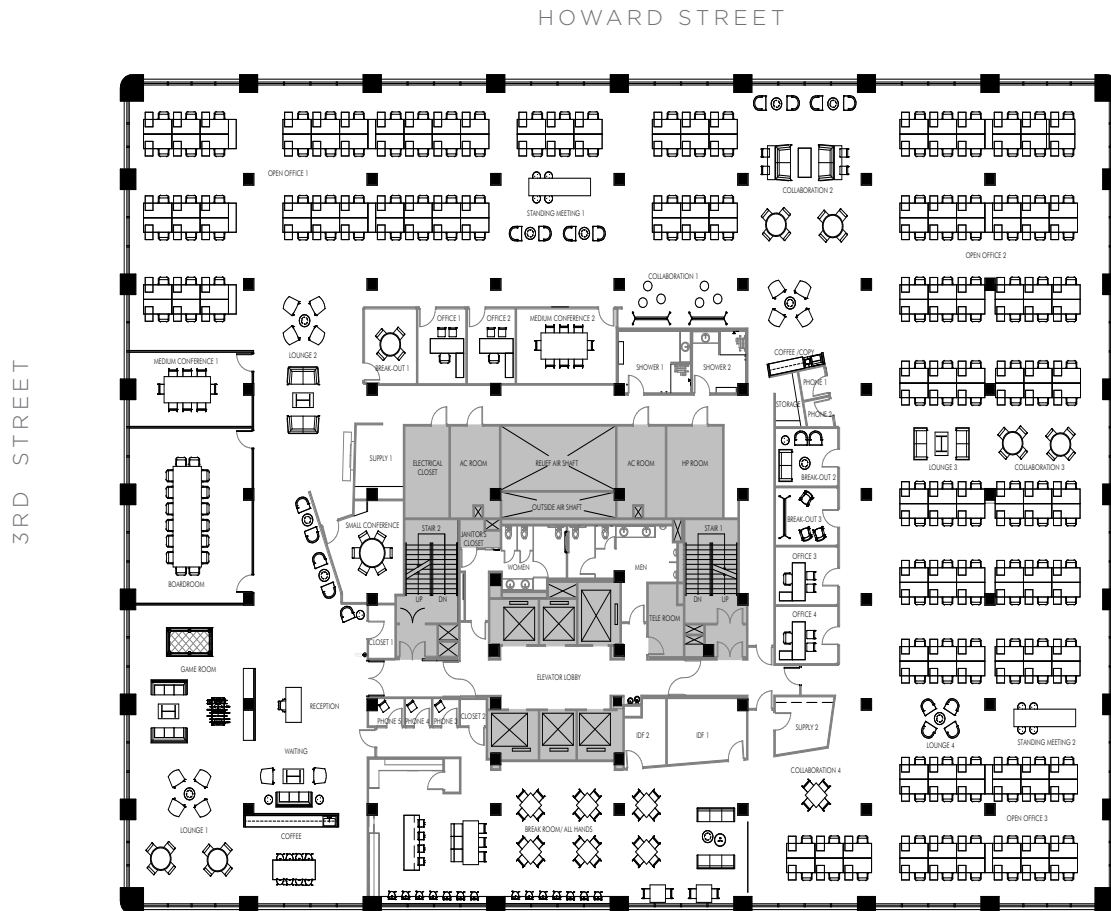 HOWARD STREET
3RD STREET
OPEN OFFICE 1
STANDING MEETING 1
COLLABORATION 2
OPEN OFFICE 2
COLLABORATION 1
LOUNGE 2
OFFICE 1
OFFICE 2
MEDIUM CONFERENCE 2
BREAK-OUT 1
SHOWER 1
SHOWER 2
COFFEE /COPY
PHONE 1
STORAGE
PHONE 2
MEDIUM CONFERENCE 1
SUPPLY 1
ELECTRICAL
CLOSET
AC ROOM
RELIEF AIR SHAFT
AC ROOM
HP ROOM
OUTSIDE AIR SHAFT
BREAK-OUT 2
LOUNGE 3
COLLABORATION 3
SMALL CONFERENCE
STAIR 2
JANITOR'S
CLOSET
STAIR 1
BREAK-OUT 3
WOMEN
MEN
OFFICE 3
BOARDROOM
UP
DN
DN
UP
TELE ROOM
OFFICE 4
CLOSET 1
GAME ROOM
ELEVATOR LOBBY
RECEPTION
PHONE 5
PHONE 4
PHONE 3
CLOSET 2
IDF 2
IDF 1
SUPPLY 2
LOUNGE 4
STANDING MEETING 2
WAITING
COLLABORATION 4
LOUNGE 1
COFFEE
BREAK ROOM/ ALL HANDS
OPEN OFFICE 3